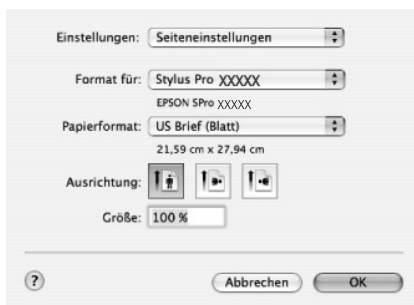 Einstellungen: Seiteneinstellungen
Format für: Stylus Pro XXXXX
EPSON SPro XXXXX
Papierformat: US Brief (Blatt)
21,59 cm x 27,94 cm
Ausrichtung:
Größe: 100 %
? Abbrechen OK